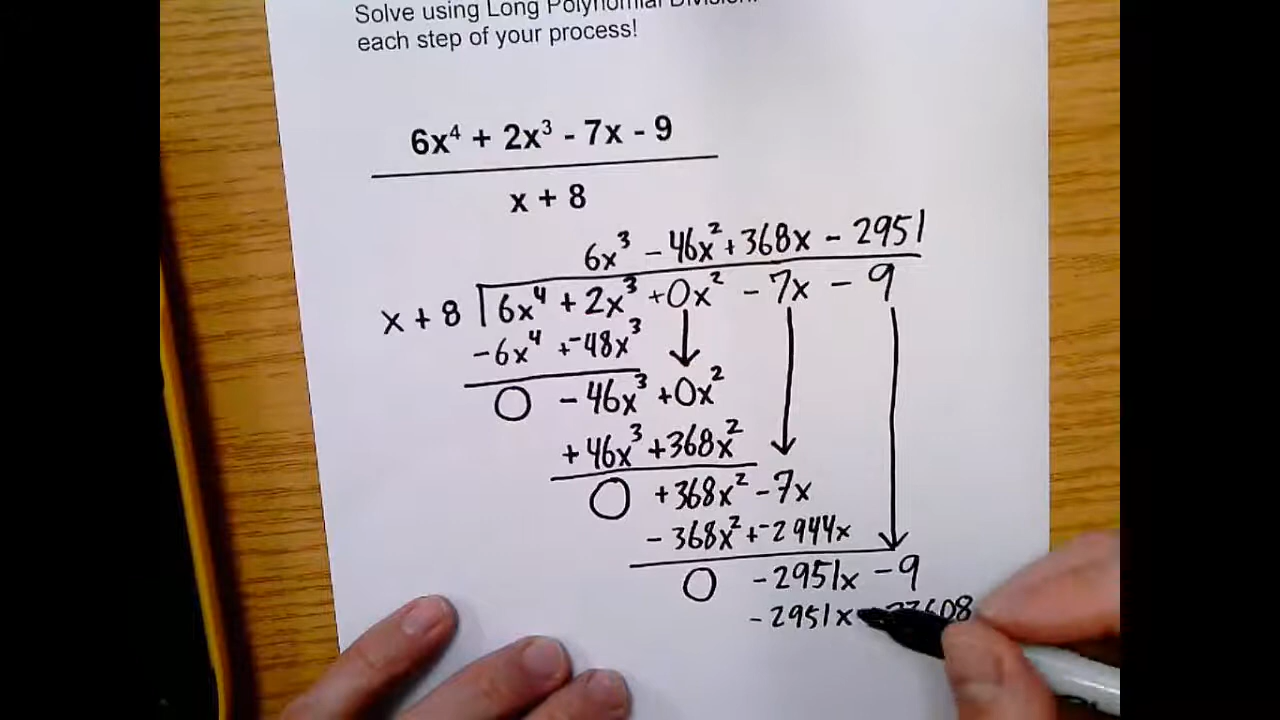 Solve using Long Polynomial Division.
each step of your process!
6x⁴ + 2x³ - 7x - 9
x + 8
6x³ - 46x² + 368x - 2951
x + 8 6x⁴ + 2x³ + 0x² - 7x - 9
-6x⁴ + -48x³
0 - 46x³ + 0x²
+ 46x³ + 368x²
0 + 368x² - 7x
- 368x² + -2944x
0 - 2951x - 9
- 2951x